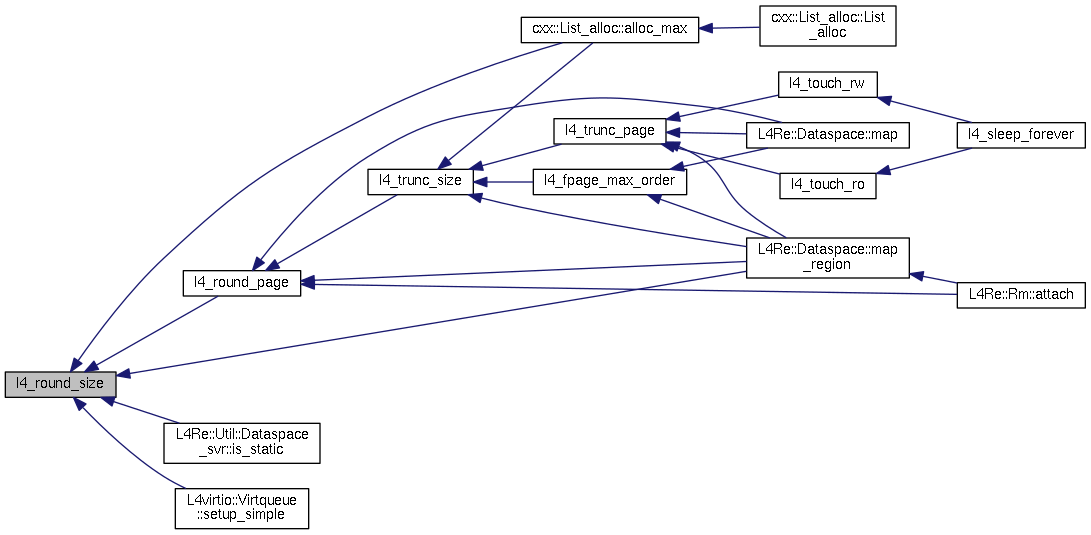 cxx::List_alloc::alloc_max
cxx::List_alloc::List
_alloc
l4_touch_rw
l4_trunc_page
L4Re::Dataspace::map
l4_sleep_forever
l4_trunc_size
l4_fpage_max_order
l4_touch_ro
L4Re::Dataspace::map
_region
l4_round_page
L4Re::Rm::attach
l4_round_size
L4Re::Util::Dataspace
_svr::is_static
L4virtio::Virtqueue
::setup_simple